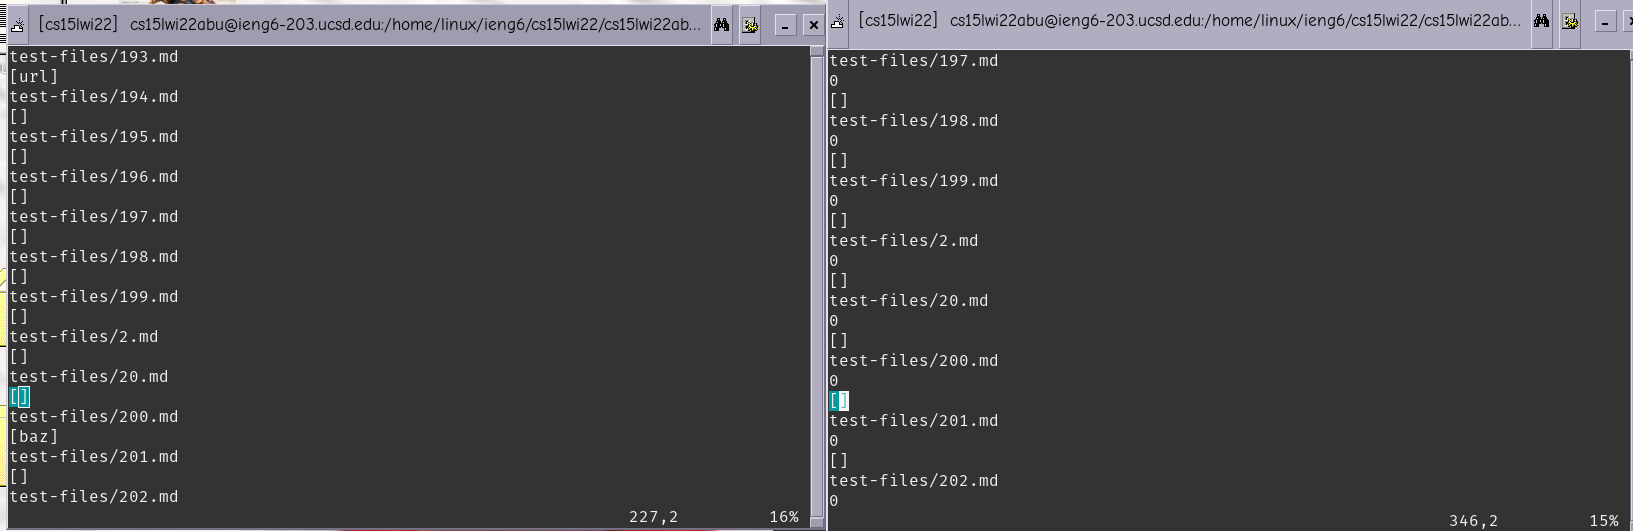 [cs15lwi22] cs15lwi22abu@ieng6-203.ucsd.edu:/home/linux/ieng6/cs15lwi22/cs15lwi22ab...
test-files/193.md
[url]
test-files/194.md
[]
test-files/195.md
[]
test-files/196.md
[]
test-files/197.md
[]
test-files/198.md
[]
test-files/199.md
[]
test-files/2.md
[]
test-files/20.md
[]
test-files/200.md
[baz]
test-files/201.md
[]
test-files/202.md
227,2 16%
[cs15lwi22] cs15lwi22abu@ieng6-203.ucsd.edu:/home/linux/ieng6/cs15lwi22/cs15lwi22ab...
test-files/197.md
0
[]
test-files/198.md
0
[]
test-files/199.md
0
[]
test-files/2.md
0
[]
test-files/20.md
0
[]
test-files/200.md
0
[]
test-files/201.md
0
[]
test-files/202.md
0
346,2 15%